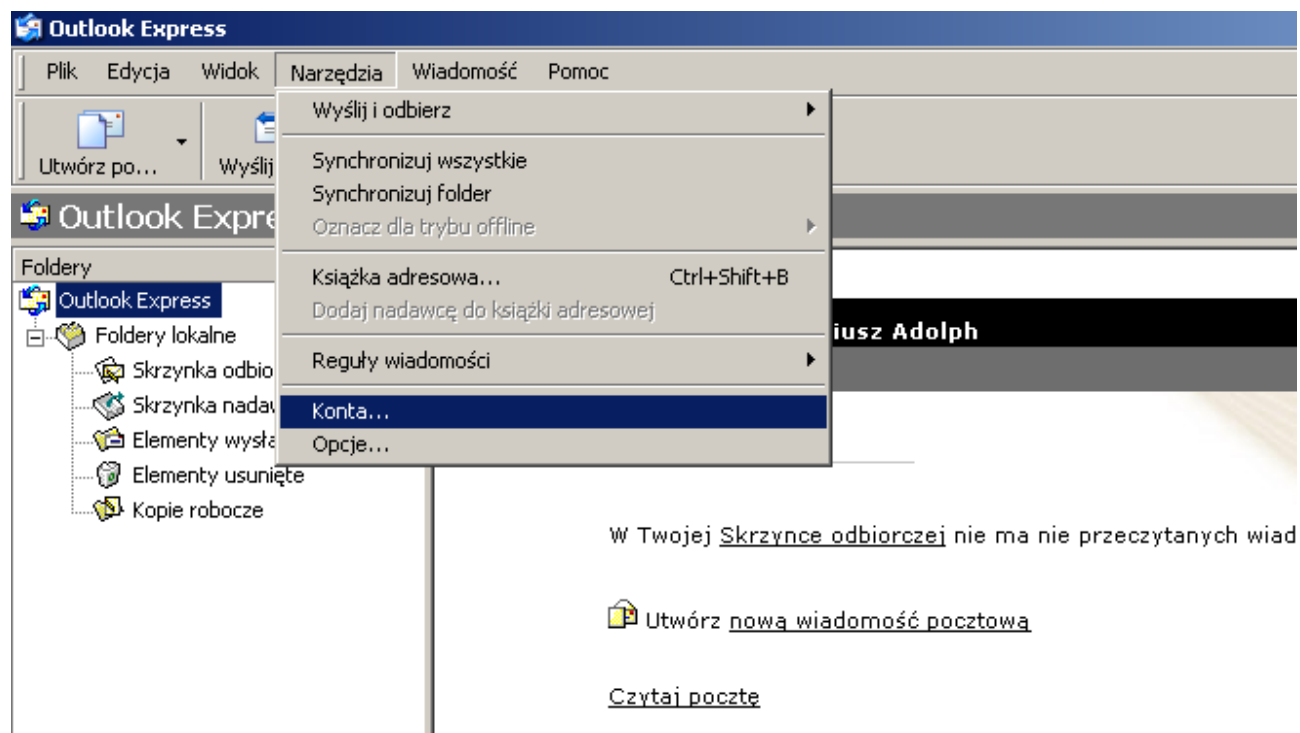 Outlook Express
Plik Edycja Widok Narzędzia Wiadomość Pomoc
Utwórz po... Wyślij
Outlook Expre
Wyślij i odbierz
Synchronizuj wszystkie
Synchronizuj folder
Oznacz dla trybu offline
Książka adresowa... Ctrl+Shift+B
Dodaj nadawcę do książki adresowej
Reguły wiadomości
Konta...
Opcje...
Foldery
Outlook Express
Foldery lokalne
Skrzynka odbio
Skrzynka nadaw
Elementy wysła
Elementy usunięte
Kopie robocze
iusz Adolph
W Twojej Skrzynce odbiorczej nie ma nie przeczytanych wiad
Utwórz nową wiadomość pocztową
Czytaj pocztę